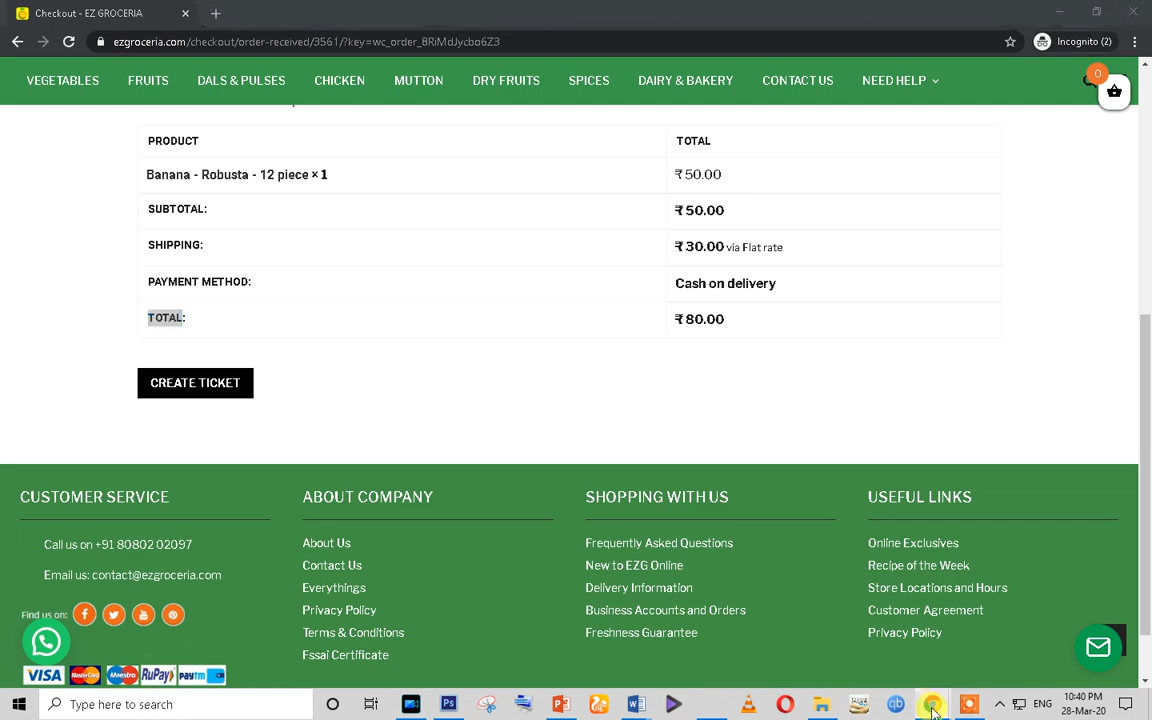 Checkout - EZ GROCERIA
ezgroceria.com/checkout/order-received/3561/?key=wc_order_8RiMdJycbo6Z3
Incognito (2)
VEGETABLES FRUITS DALS & PULSES CHICKEN MUTTON DRY FRUITS SPICES DAIRY & BAKERY CONTACT US NEED HELP
0
PRODUCT TOTAL
Banana - Robusta - 12 piece × 1 ₹ 50.00
SUBTOTAL: ₹ 50.00
SHIPPING: ₹ 30.00 via Flat rate
PAYMENT METHOD: Cash on delivery
TOTAL: ₹ 80.00
CREATE TICKET
CUSTOMER SERVICE
Call us on +91 80802 02097
Email us: contact@ezgroceria.com
Find us on:
VISA MasterCard Maestro RuPay paytm
ABOUT COMPANY
About Us
Contact Us
Everythings
Privacy Policy
Terms & Conditions
Fssai Certificate
SHOPPING WITH US
Frequently Asked Questions
New to EZG Online
Delivery Information
Business Accounts and Orders
Freshness Guarantee
USEFUL LINKS
Online Exclusives
Recipe of the Week
Store Locations and Hours
Customer Agreement
Privacy Policy
Type here to search
ENG
10:40 PM
28-Mar-20